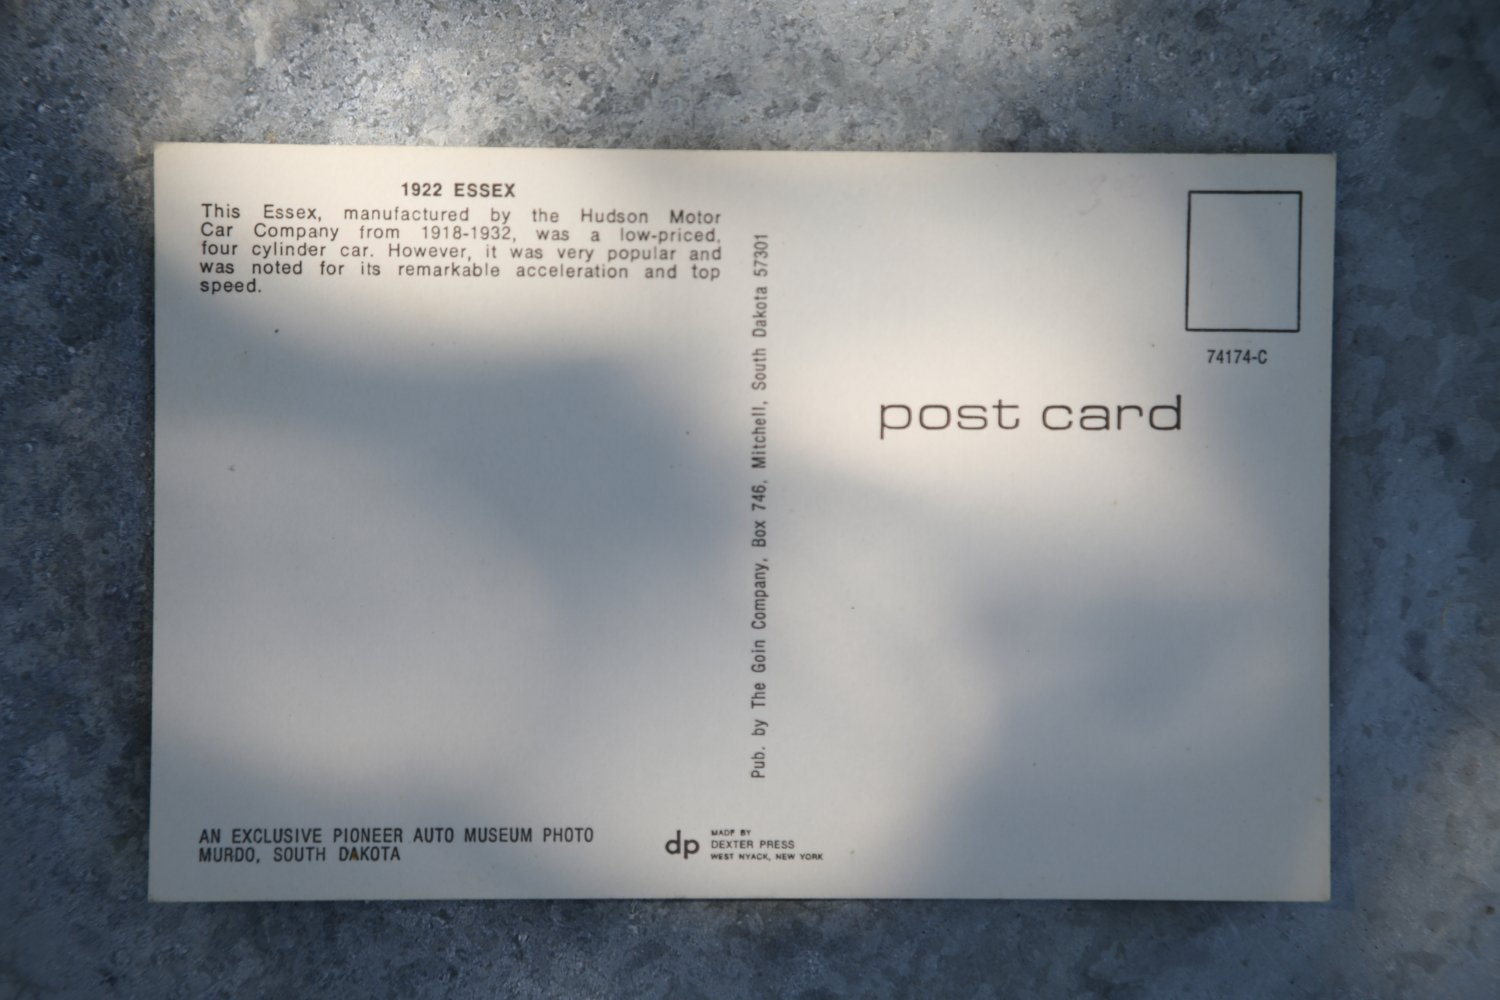 1922 ESSEX
This Essex, manufactured by the Hudson Motor
Car Company from 1918-1932, was a low-priced,
four cylinder car. However, it was very popular and
was noted for its remarkable acceleration and top
speed.
AN EXCLUSIVE PIONEER AUTO MUSEUM PHOTO
MURDO, SOUTH DAKOTA
Pub. by The Goin Company, Box 746, Mitchell, South Dakota 57301
dp
MADE BY
DEXTER PRESS
WEST NYACK, NEW YORK
74174-C
post card